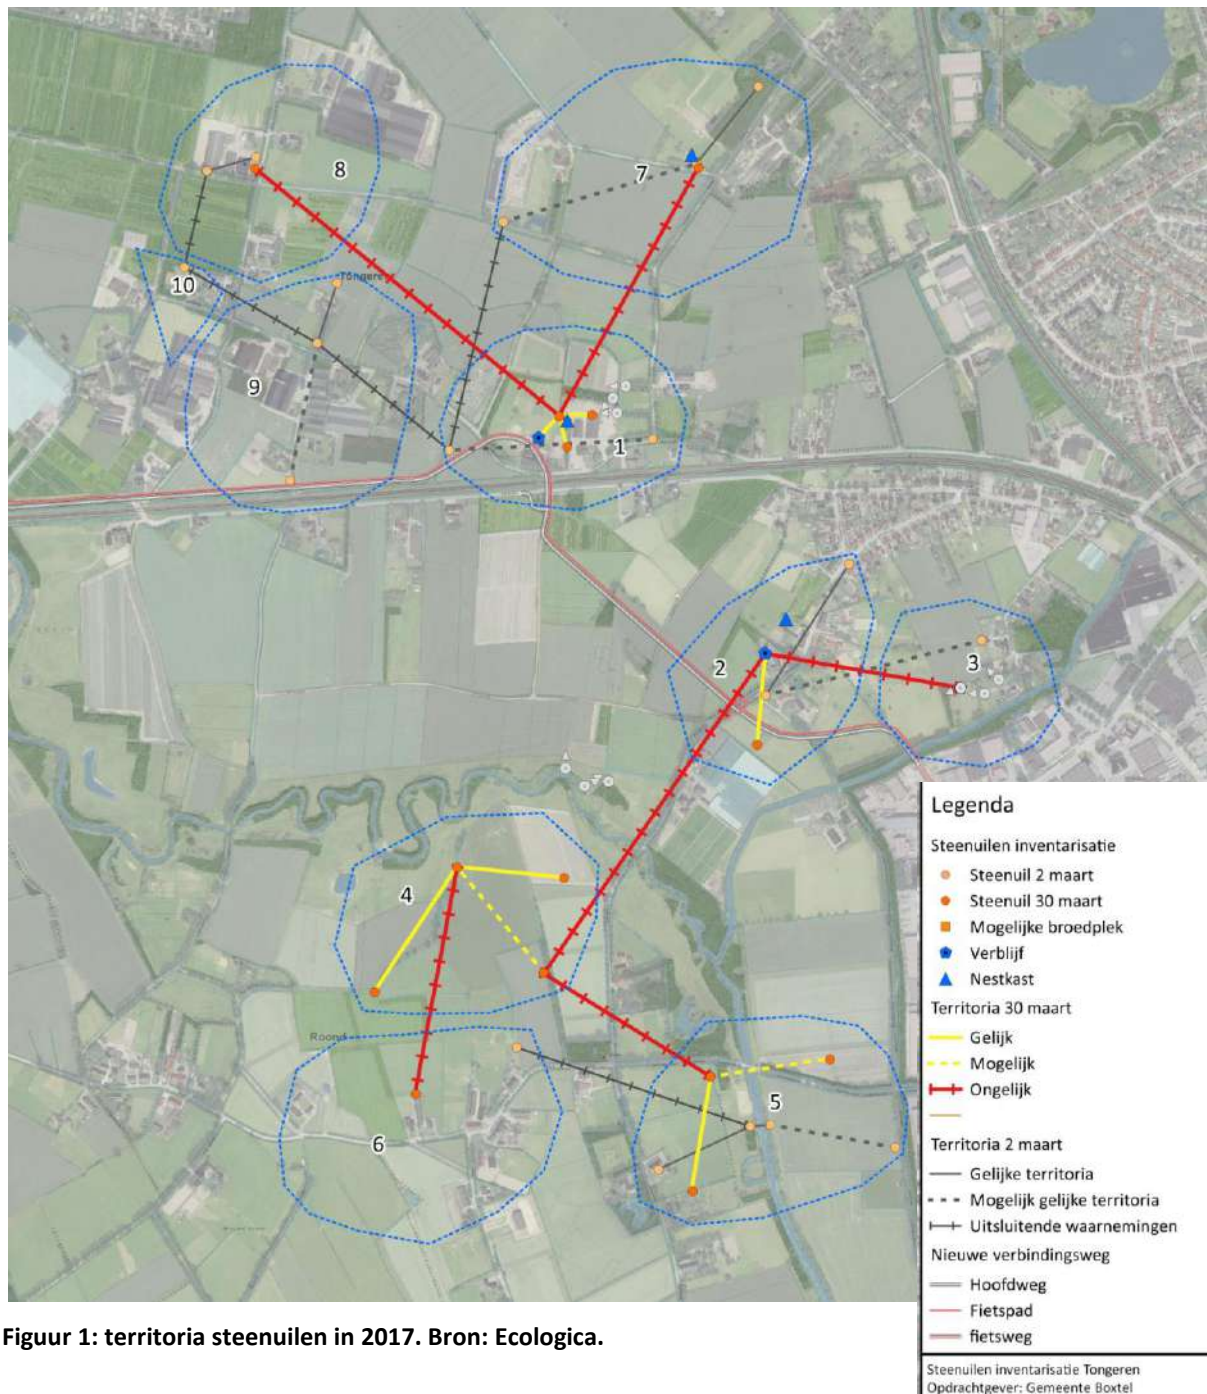 8
7
10
Tongeren
9
1
2
3
4
Roond
5
6
Legenda
Steenuilen inventarisatie
Steenuil 2 maart
Steenuil 30 maart
Mogelijke broedplek
Verblijf
Nestkast
Territoria 30 maart
Gelijk
Mogelijk
Ongelijk
Territoria 2 maart
Gelijke territoria
Mogelijk gelijke territoria
Uitsluitende waarnemingen
Nieuwe verbindingsweg
Hoofdweg
Fietspad
fietsweg
Steenuilen inventarisatie Tongeren
Opdrachtgever: Gemeente Boxtel
Figuur 1: territoria steenuilen in 2017. Bron: Ecologica.